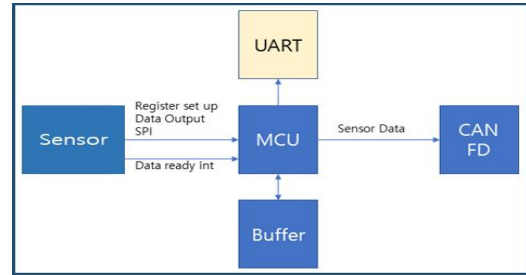 UART
Register set up
Data Output
SPI
Sensor
MCU
Sensor Data
CAN
FD
Data ready int
Buffer